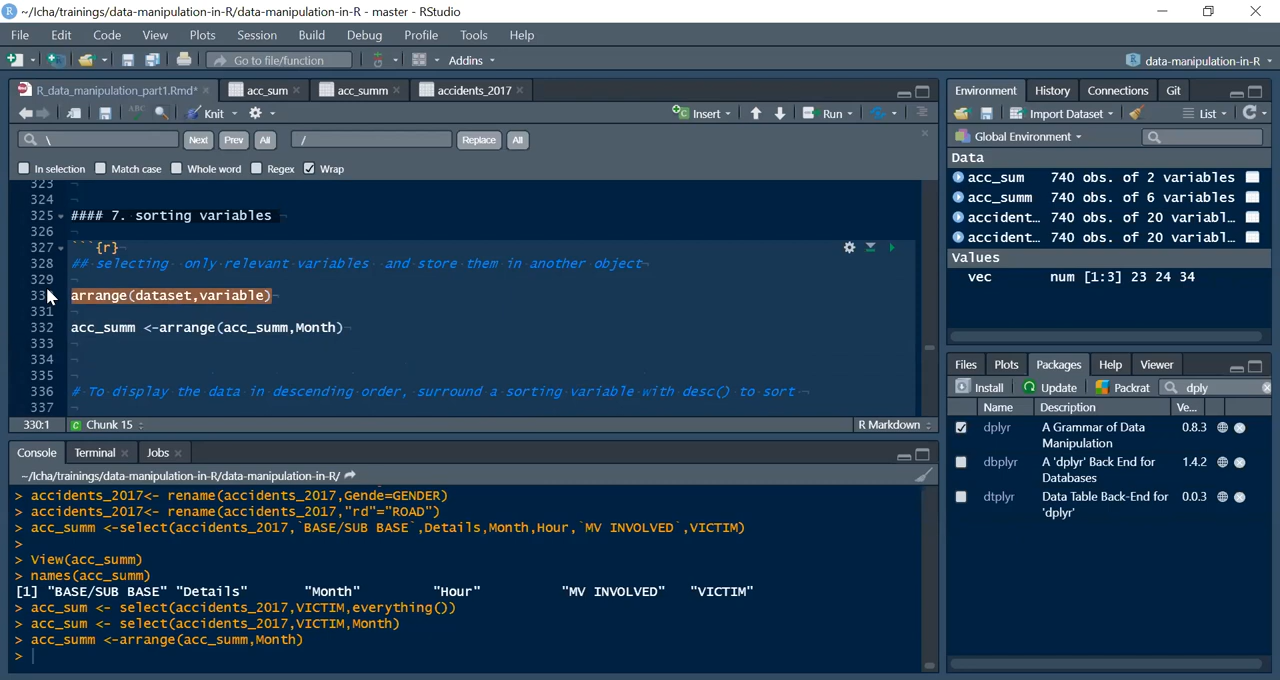 ~/lcha/trainings/data-manipulation-in-R/data-manipulation-in-R - master - RStudio
File Edit Code View Plots Session Build Debug Profile Tools Help
Go to file/function Addins data-manipulation-in-R
R_data_manipulation_part1.Rmd* acc_sum acc_summ accidents_2017
Knit Insert Run
\ Next Prev All / Replace All
In selection Match case Whole word Regex Wrap
323
324
325 #### 7. sorting variables
326
327 ```{r}
328 ## selecting  only relevant variables  and store them in another object
329
33 arrange(dataset,variable)
331
332 acc_summ <-arrange(acc_summ,Month)
333
334
335
336 # To display the data in descending order, surround a sorting variable with desc() to sort
337
330:1 Chunk 15 R Markdown
Console Terminal Jobs
~/lcha/trainings/data-manipulation-in-R/data-manipulation-in-R/
> accidents_2017<- rename(accidents_2017,Gende=GENDER)
> accidents_2017<- rename(accidents_2017,"rd"="ROAD")
> acc_summ <-select(accidents_2017,`BASE/SUB BASE`,Details,Month,Hour,`MV INVOLVED`,VICTIM)
>
> View(acc_summ)
> names(acc_summ)
[1] "BASE/SUB BASE" "Details" "Month" "Hour" "MV INVOLVED" "VICTIM"
> acc_sum <- select(accidents_2017,VICTIM,everything())
> acc_sum <- select(accidents_2017,VICTIM,Month)
> acc_summ <-arrange(acc_summ,Month)
>
Environment History Connections Git
Import Dataset List
Global Environment
Data
acc_sum 740 obs. of 2 variables
acc_summ 740 obs. of 6 variables
accident… 740 obs. of 20 variabl…
accident… 740 obs. of 20 variabl…
Values
vec num [1:3] 23 24 34
Files Plots Packages Help Viewer
Install Update Packrat dply
Name Description Ve…
dplyr A Grammar of Data Manipulation 0.8.3
dbplyr A 'dplyr' Back End for Databases 1.4.2
dtplyr Data Table Back-End for 'dplyr' 0.0.3